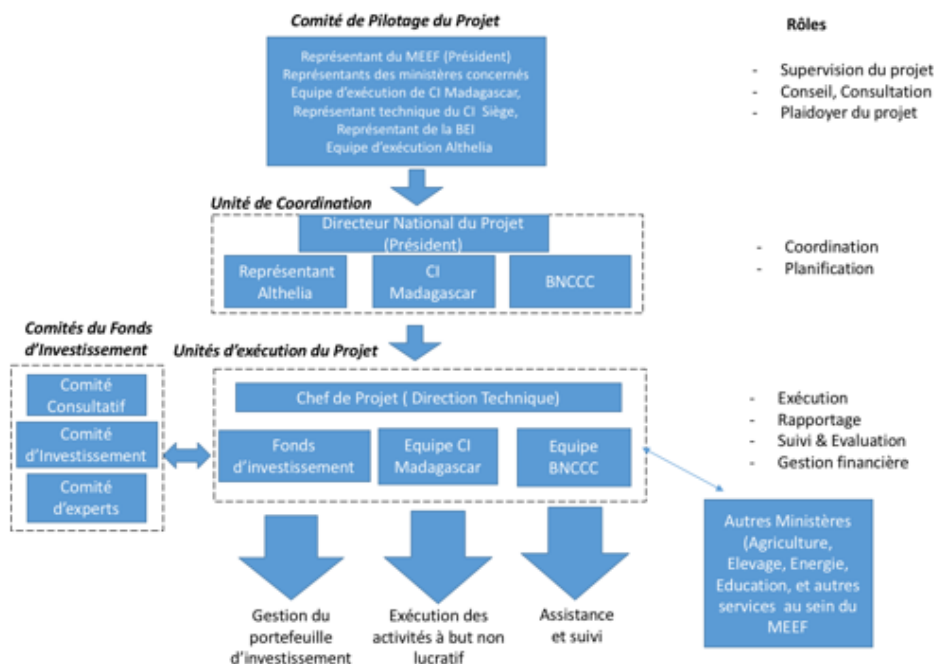 Comité de Pilotage du Projet
Rôles
Représentant du MEEF (Président)
Représentants des ministères concernés
Equipe d'exécution de CI Madagascar,
Représentant technique du CI Siège,
Représentant de la BEI
Equipe d'exécution Althelia
- Supervision du projet
- Conseil, Consultation
- Plaidoyer du projet
Unité de Coordination
Directeur National du Projet
(Président)
Représentant
Althelia
CI
Madagascar
BNCCC
- Coordination
- Planification
Comités du Fonds
d'Investissement
Comité
Consultatif
Comité
d'Investissement
Comité
d'experts
Unités d'exécution du Projet
Chef de Projet ( Direction Technique)
Fonds
d'investissement
Equipe CI
Madagascar
Equipe
BNCCC
- Exécution
- Rapportage
- Suivi & Evaluation
- Gestion financière
Autres Ministères
(Agriculture,
Elevage, Energie,
Education, et autres
services au sein du
MEEF
Gestion du
portefeuille
d'investissement
Exécution des
activités à but non
lucratif
Assistance
et suivi